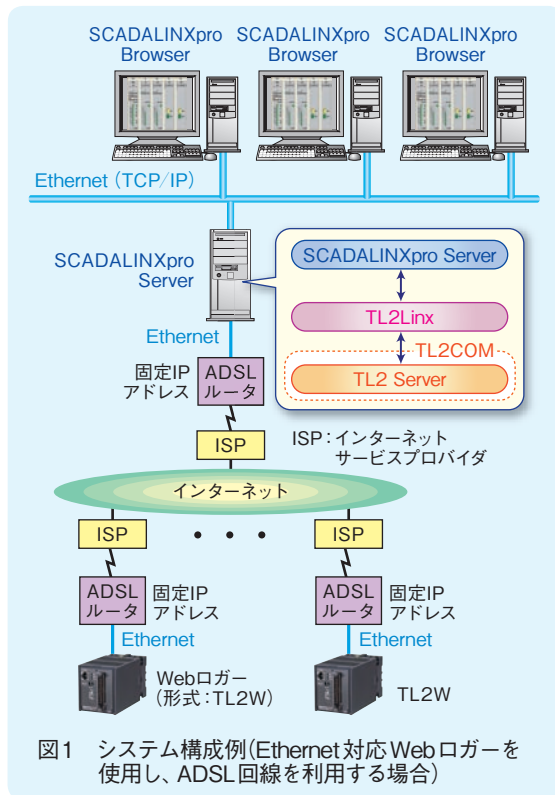 SCADALINXpro Browser
SCADALINXpro Browser
SCADALINXpro Browser
Ethernet (TCP/IP)
SCADALINXpro
Server
SCADALINXpro Server
TL2Linx
TL2COM
TL2 Server
Ethernet
固定IP
アドレス
ADSL
ルータ
ISP
ISP:インターネット
サービスプロバイダ
インターネット
ISP
・・・
ISP
ADSL
ルータ
固定IP
アドレス
ADSL
ルータ
固定IP
アドレス
Ethernet
Ethernet
Webロガー
(形式:TL2W)
TL2W
図1 システム構成例(Ethernet対応Webロガーを
使用し、ADSL回線を利用する場合)